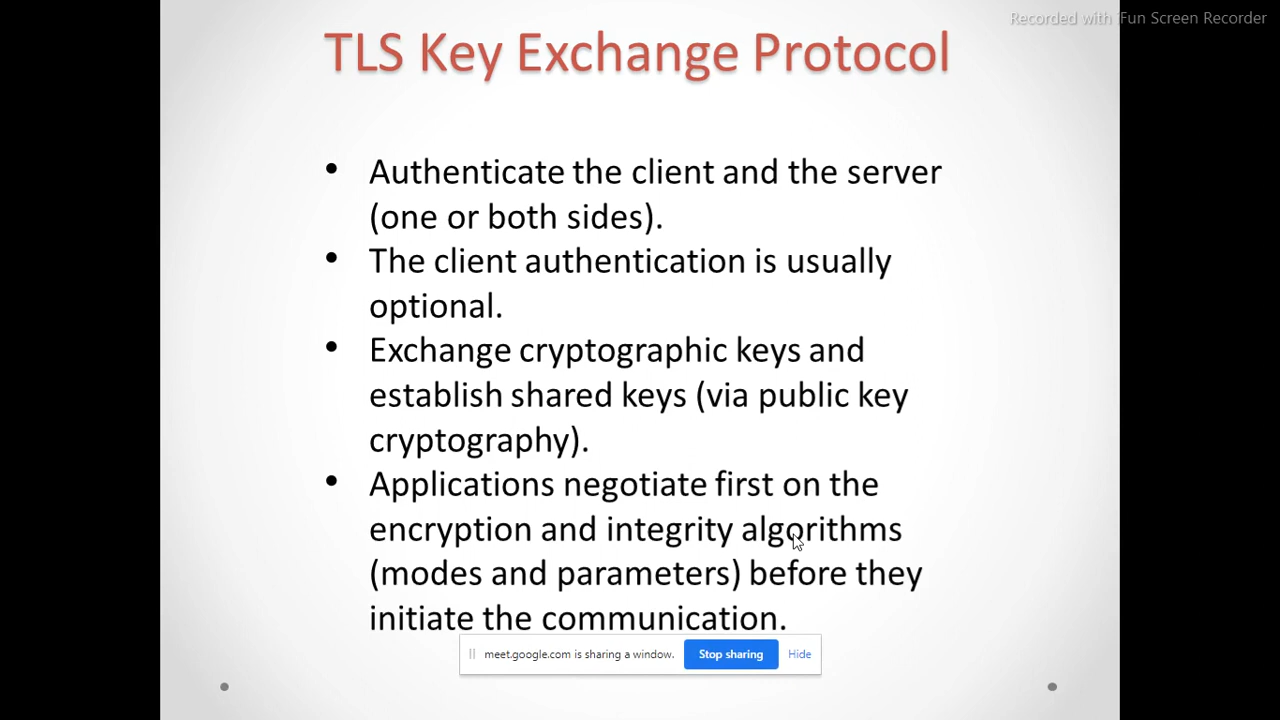 Recorded with iFun Screen Recorder
TLS Key Exchange Protocol
• Authenticate the client and the server
(one or both sides).
• The client authentication is usually
optional.
• Exchange cryptographic keys and
establish shared keys (via public key
cryptography).
• Applications negotiate first on the
encryption and integrity algorithms
(modes and parameters) before they
initiate the communication.
meet.google.com is sharing a window. Stop sharing Hide